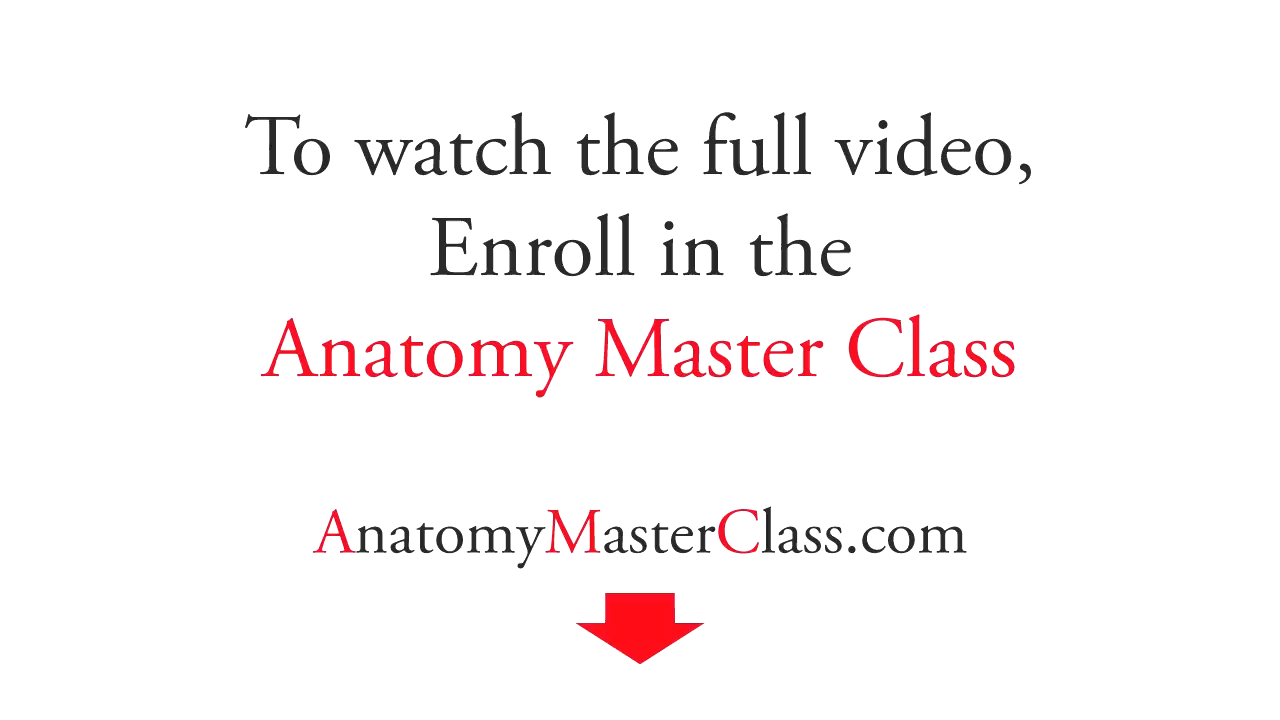 To watch the full video,
Enroll in the
Anatomy Master Class
AnatomyMasterClass.com